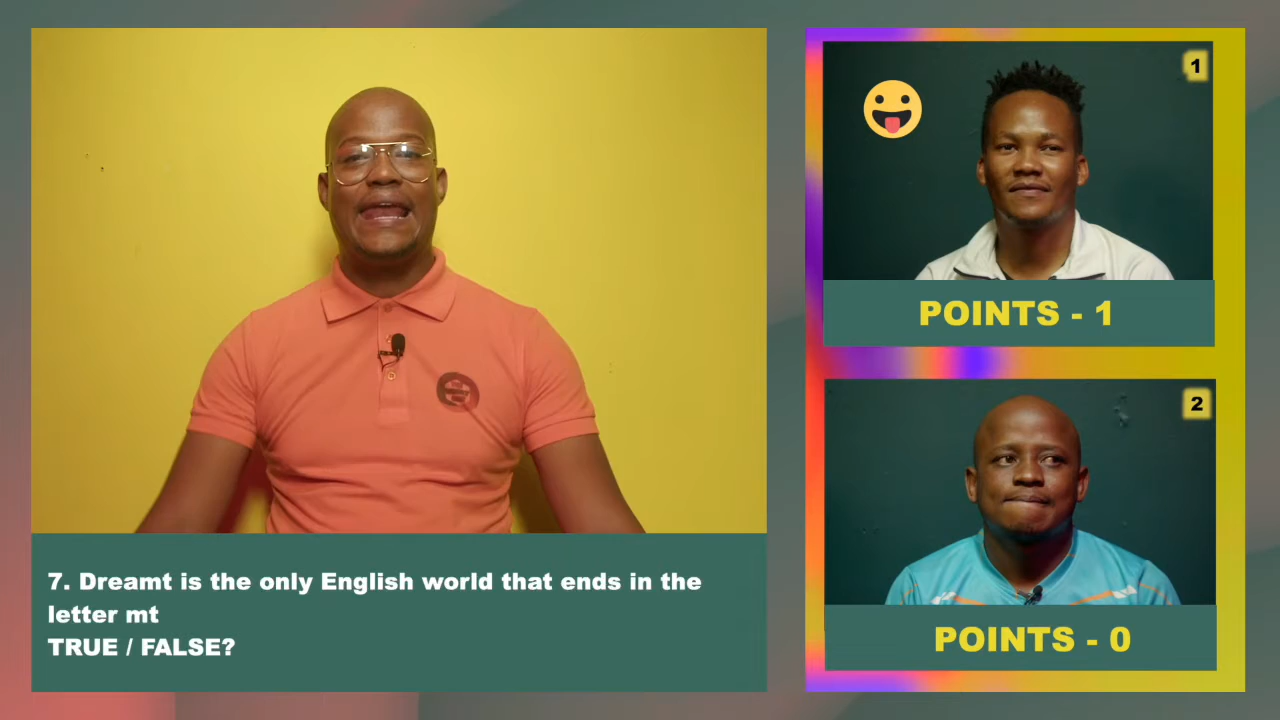 1
POINTS - 1
2
7. Dreamt is the only English world that ends in the
letter mt
TRUE / FALSE?
POINTS - 0